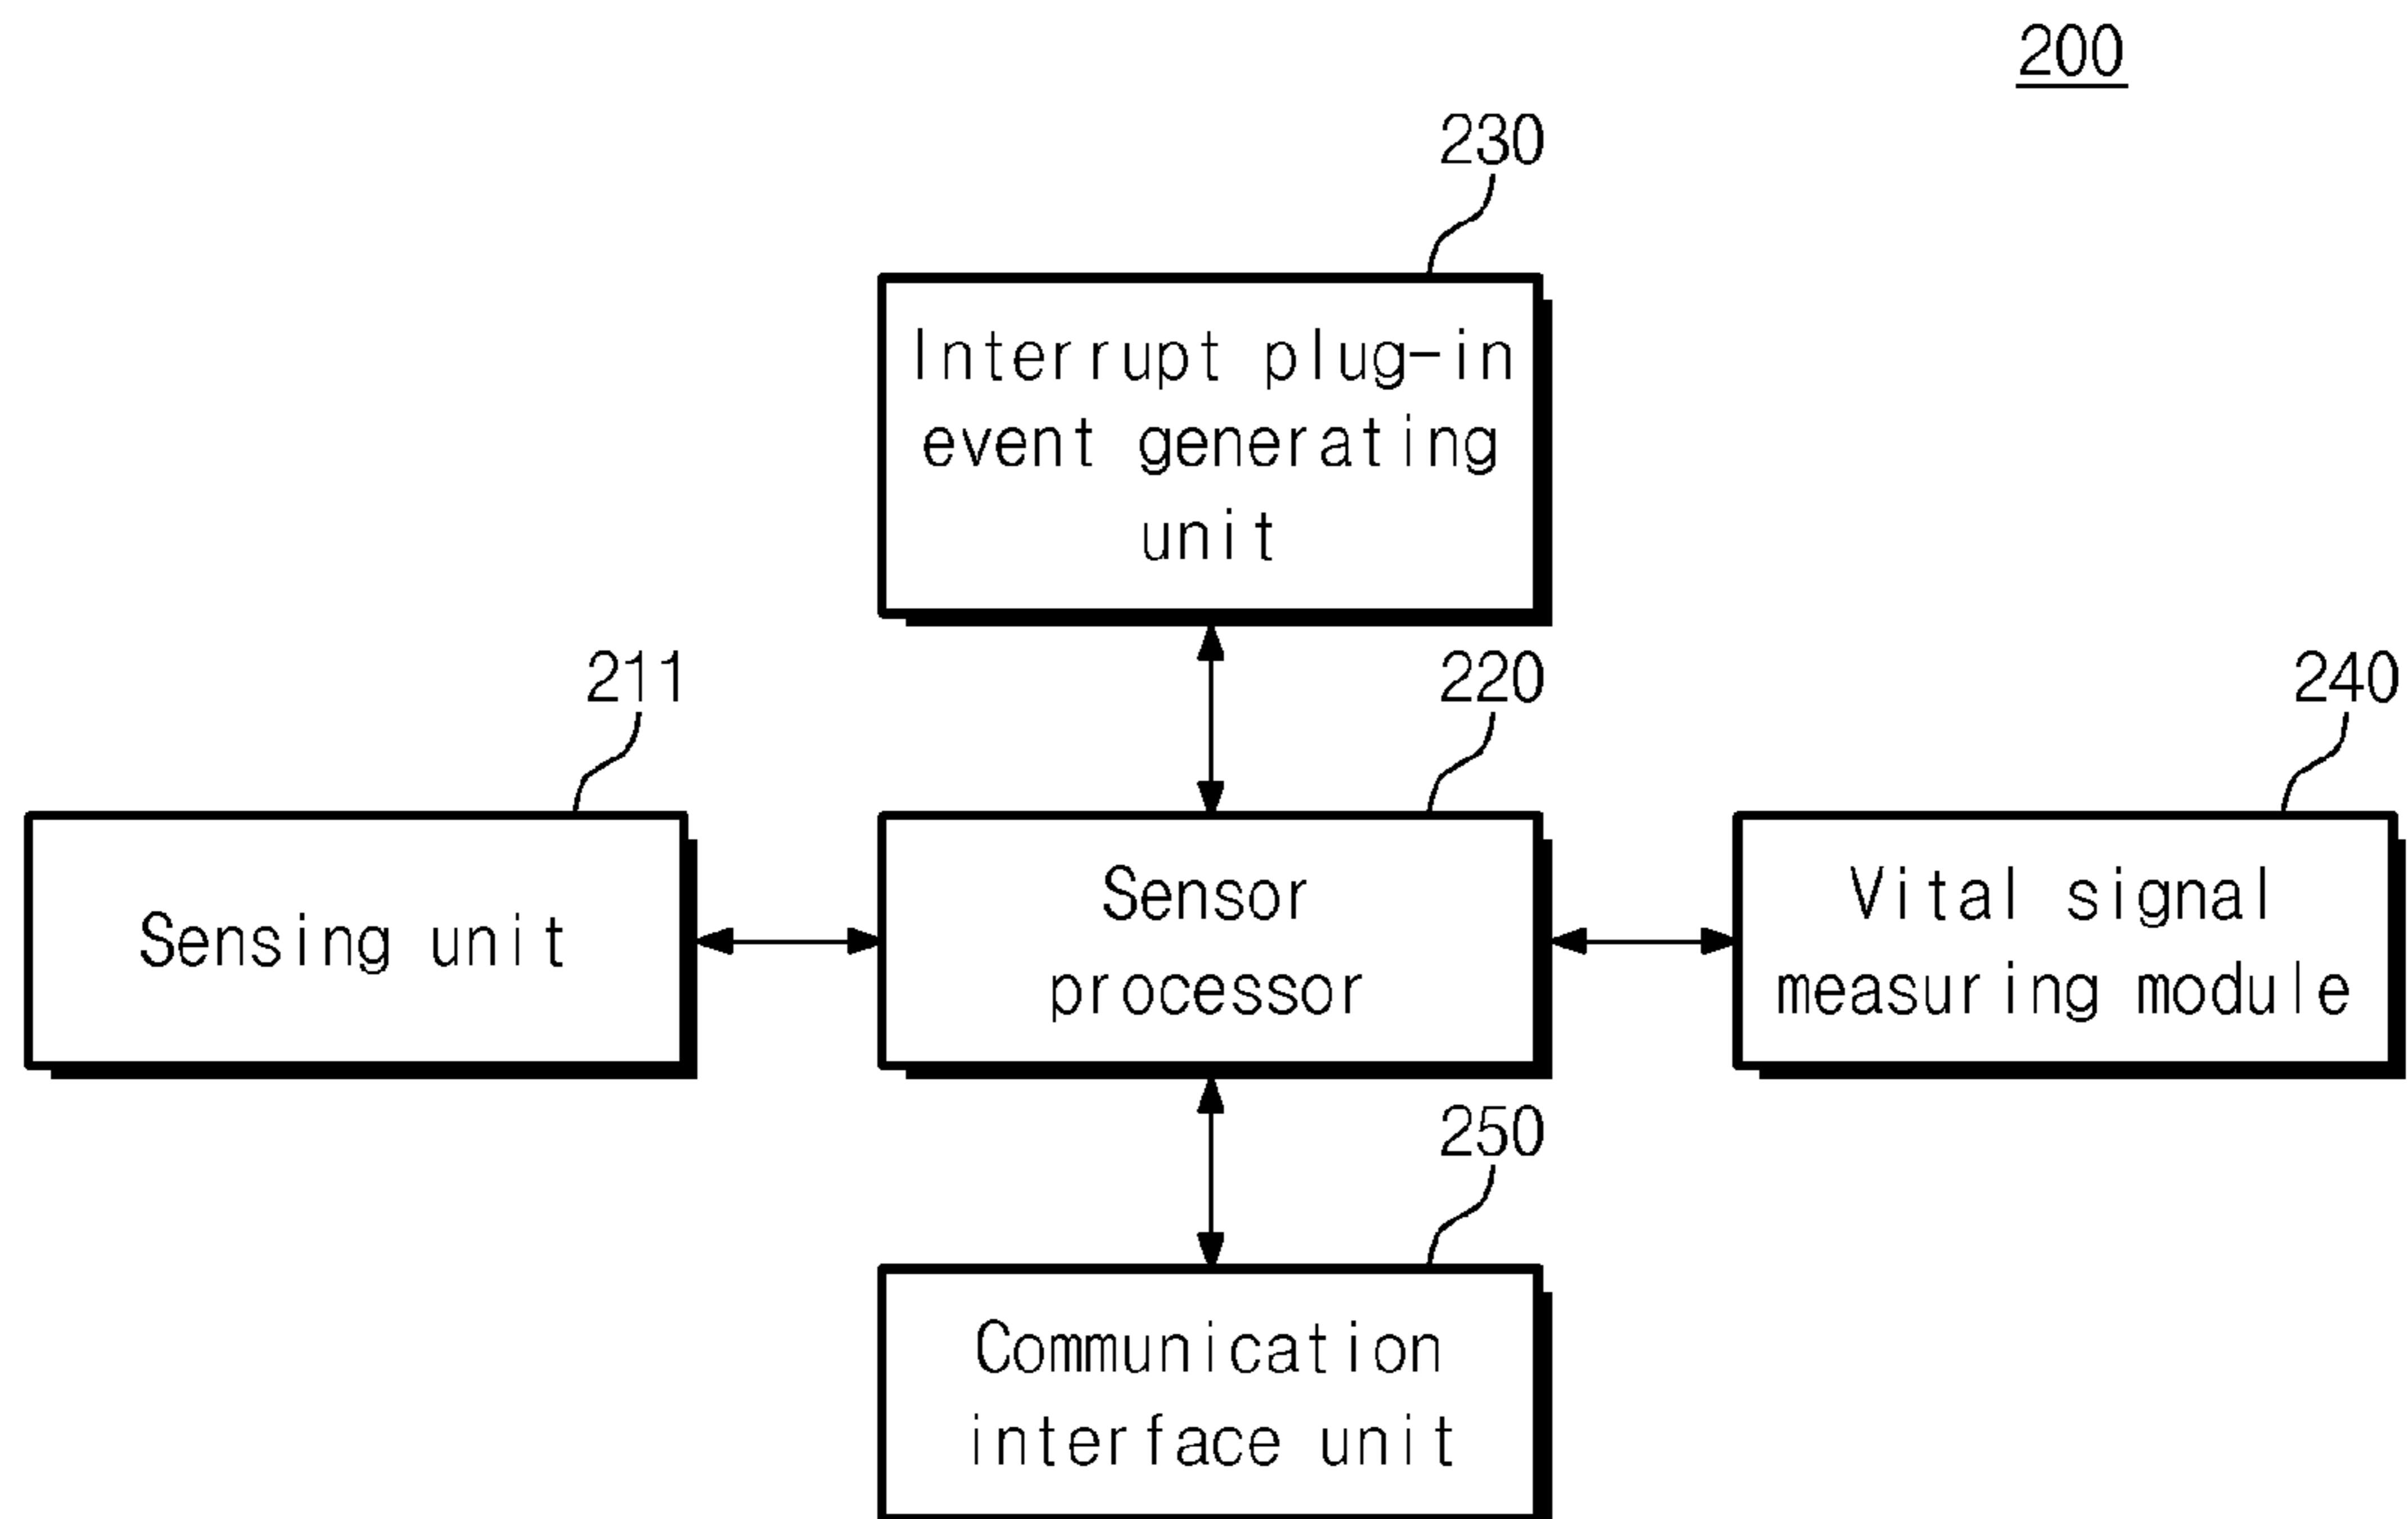 200
230
Interrupt plug-in
event generating
unit
211
220
240
Sensing unit
Sensor
processor
Vital signal
measuring module
250
Communication
interface unit